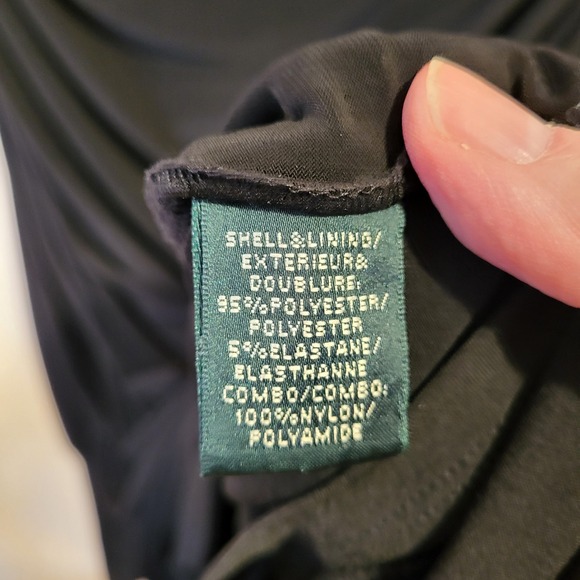 SHELL&LINING/
EXTERIEUR&
DOUBLURE:
95%POLYESTER/
POLYESTER
5%ELASTANE/
ELASTHANNE
COMBO/COMBO:
100%NYLON/
POLYAMIDE